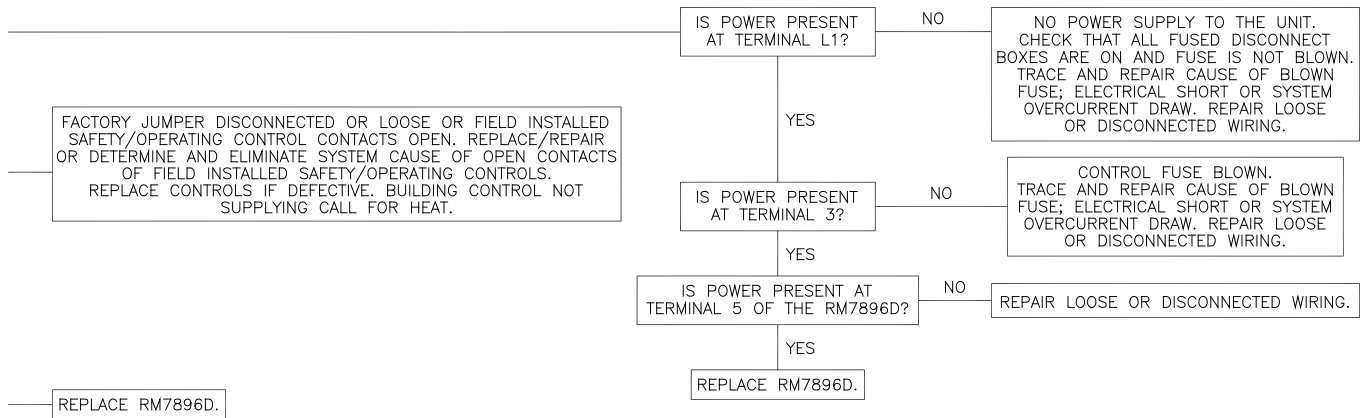 IS POWER PRESENT
AT TERMINAL L1?
NO
NO POWER SUPPLY TO THE UNIT.
CHECK THAT ALL FUSED DISCONNECT
BOXES ARE ON AND FUSE IS NOT BLOWN.
TRACE AND REPAIR CAUSE OF BLOWN
FUSE; ELECTRICAL SHORT OR SYSTEM
OVERCURRENT DRAW. REPAIR LOOSE
OR DISCONNECTED WIRING.
YES
FACTORY JUMPER DISCONNECTED OR LOOSE OR FIELD INSTALLED
SAFETY/OPERATING CONTROL CONTACTS OPEN. REPLACE/REPAIR
OR DETERMINE AND ELIMINATE SYSTEM CAUSE OF OPEN CONTACTS
OF FIELD INSTALLED SAFETY/OPERATING CONTROLS.
REPLACE CONTROLS IF DEFECTIVE. BUILDING CONTROL NOT
SUPPLYING CALL FOR HEAT.
IS POWER PRESENT
AT TERMINAL 3?
NO
CONTROL FUSE BLOWN.
TRACE AND REPAIR CAUSE OF BLOWN
FUSE; ELECTRICAL SHORT OR SYSTEM
OVERCURRENT DRAW. REPAIR LOOSE
OR DISCONNECTED WIRING.
YES
IS POWER PRESENT AT
TERMINAL 5 OF THE RM7896D?
NO
REPAIR LOOSE OR DISCONNECTED WIRING.
YES
REPLACE RM7896D.
REPLACE RM7896D.